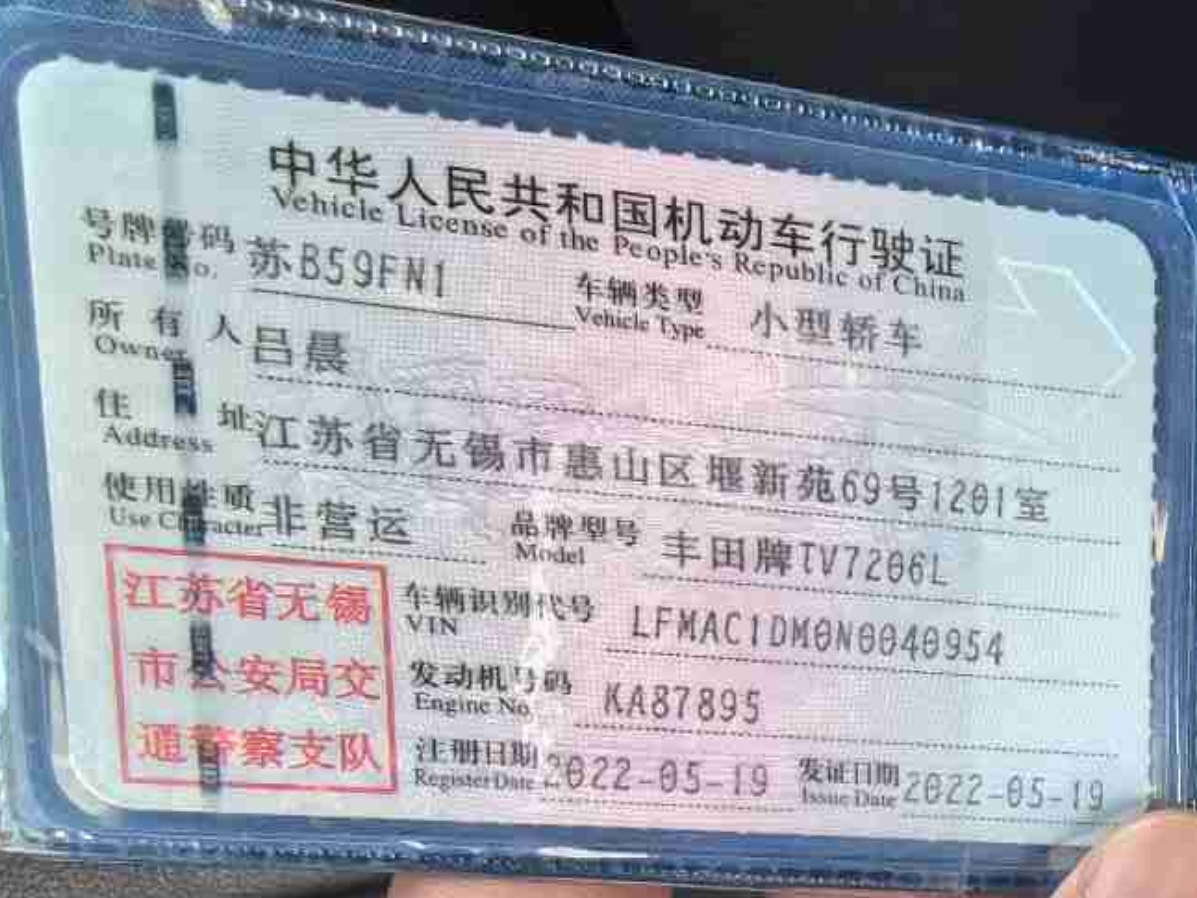 中华人民共和国机动车行驶证
Vehicle License of the People's Republic of China
号牌号码 苏B59FN1 车辆类型 小型轿车
Plate No. Vehicle Type
所有人 吕晨
Owner
住址 江苏省无锡市惠山区堰新苑69号1201室
Address
使用性质 非营运 品牌型号 丰田牌TV7206L
Use Character Model
江苏省无锡
市公安局交
通警察支队
车辆识别代号 LFMAC1DM0N0040954
VIN
发动机号码 KA87895
Engine No.
注册日期 2022-05-19 发证日期 2022-05-19
Register Date Issue Date